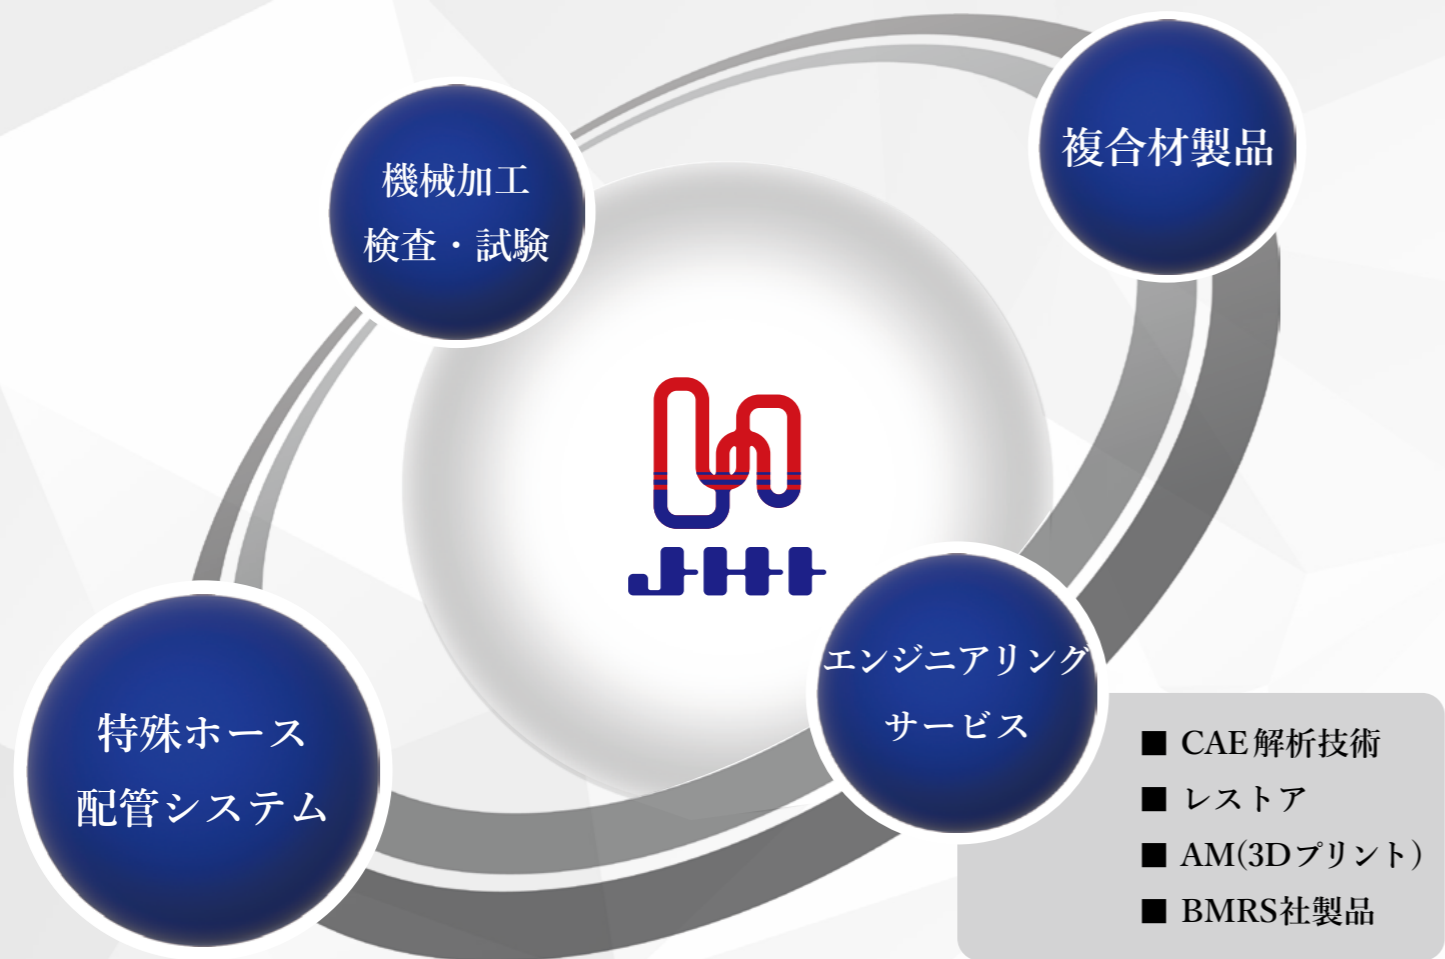 機械加工
検査・試験
複合材製品
JHI
特殊ホース
配管システム
エンジニアリング
サービス
■ CAE解析技術
■ レストア
■ AM(3Dプリント)
■ BMRS社製品